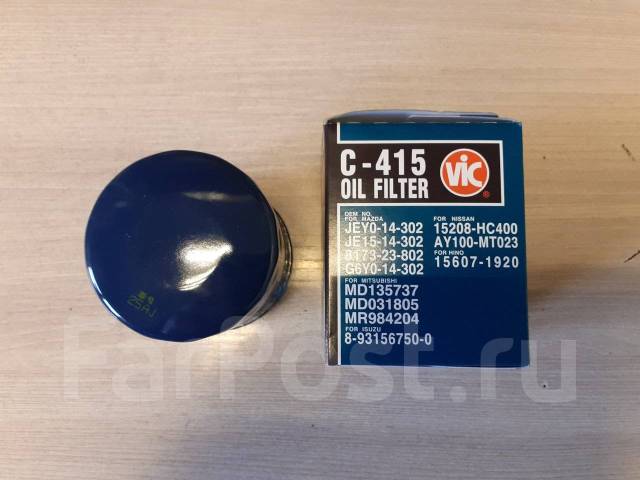 C-415
OIL FILTER
VIC
®
OEM NO.
FOR MAZDA
JEY0-14-302
JE15-14-302
8173-23-802
G6Y0-14-302
FOR MITSUBISHI
MD135737
MD031805
MR984204
FOR ISUZU
8-93156750-0
FOR NISSAN
15208-HC400
AY100-MT023
FOR HINO
15607-1920
25AJ
FarPost.ru